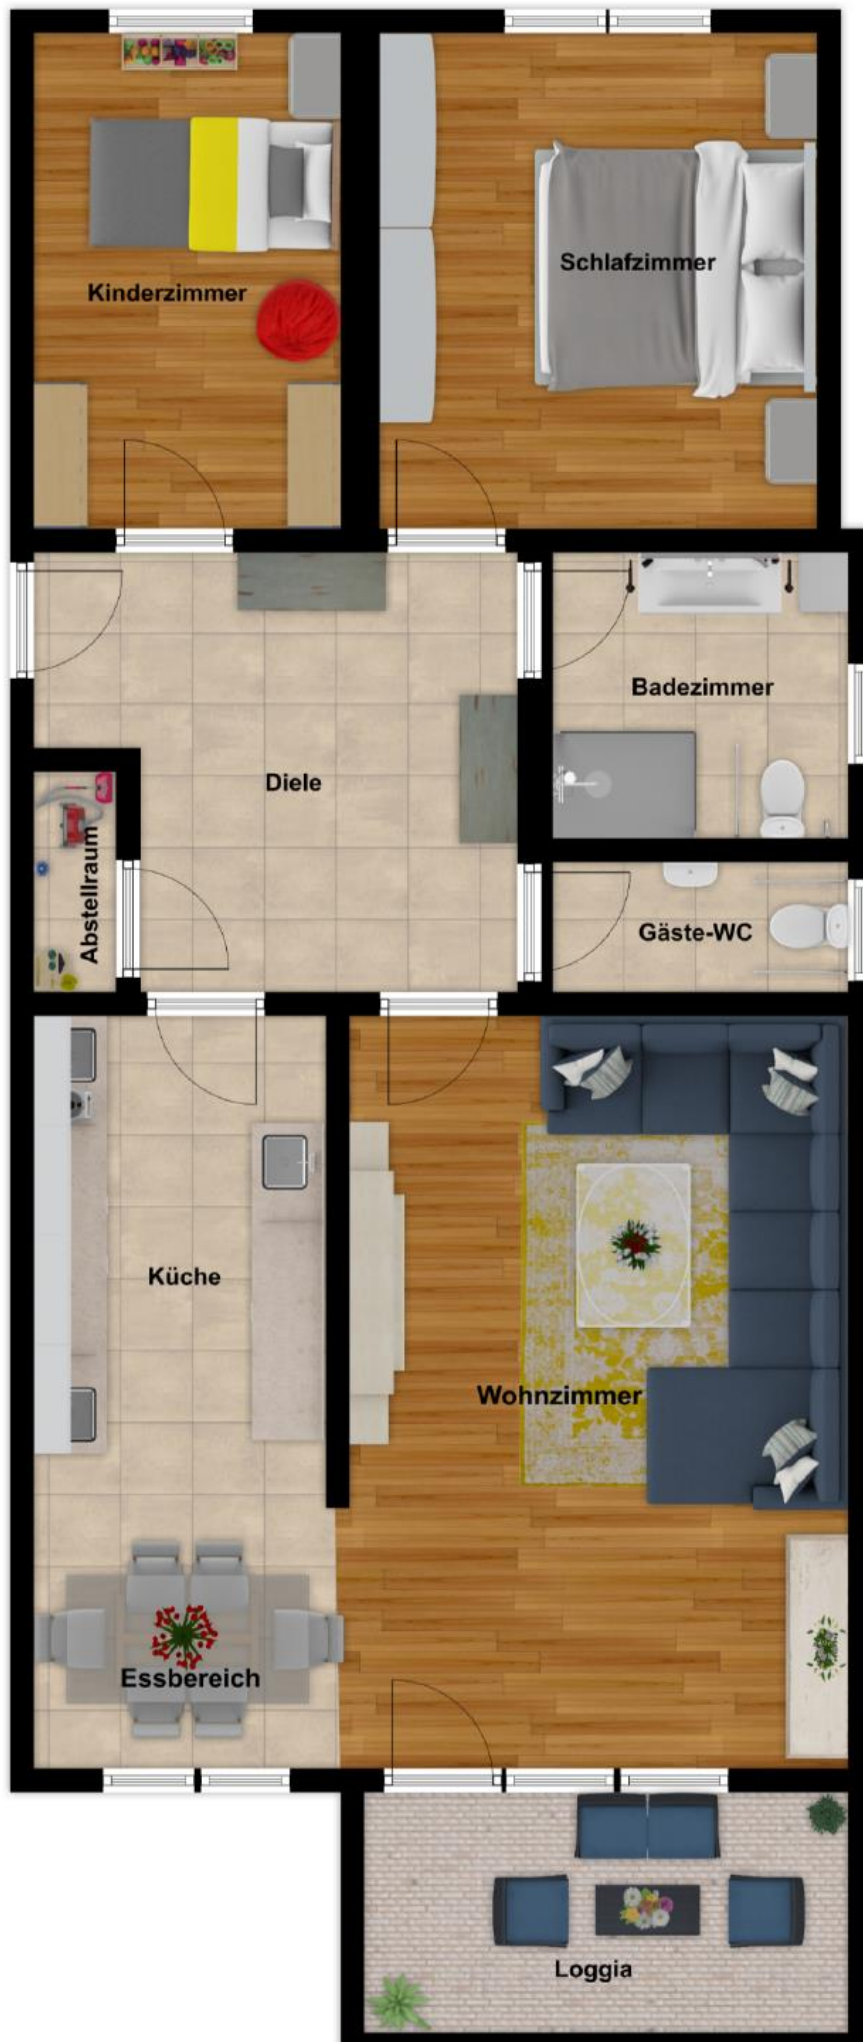 Kinderzimmer
Schlafzimmer
Badezimmer
Diele
Abstellraum
Gäste-WC
Küche
Wohnzimmer
Essbereich
Loggia